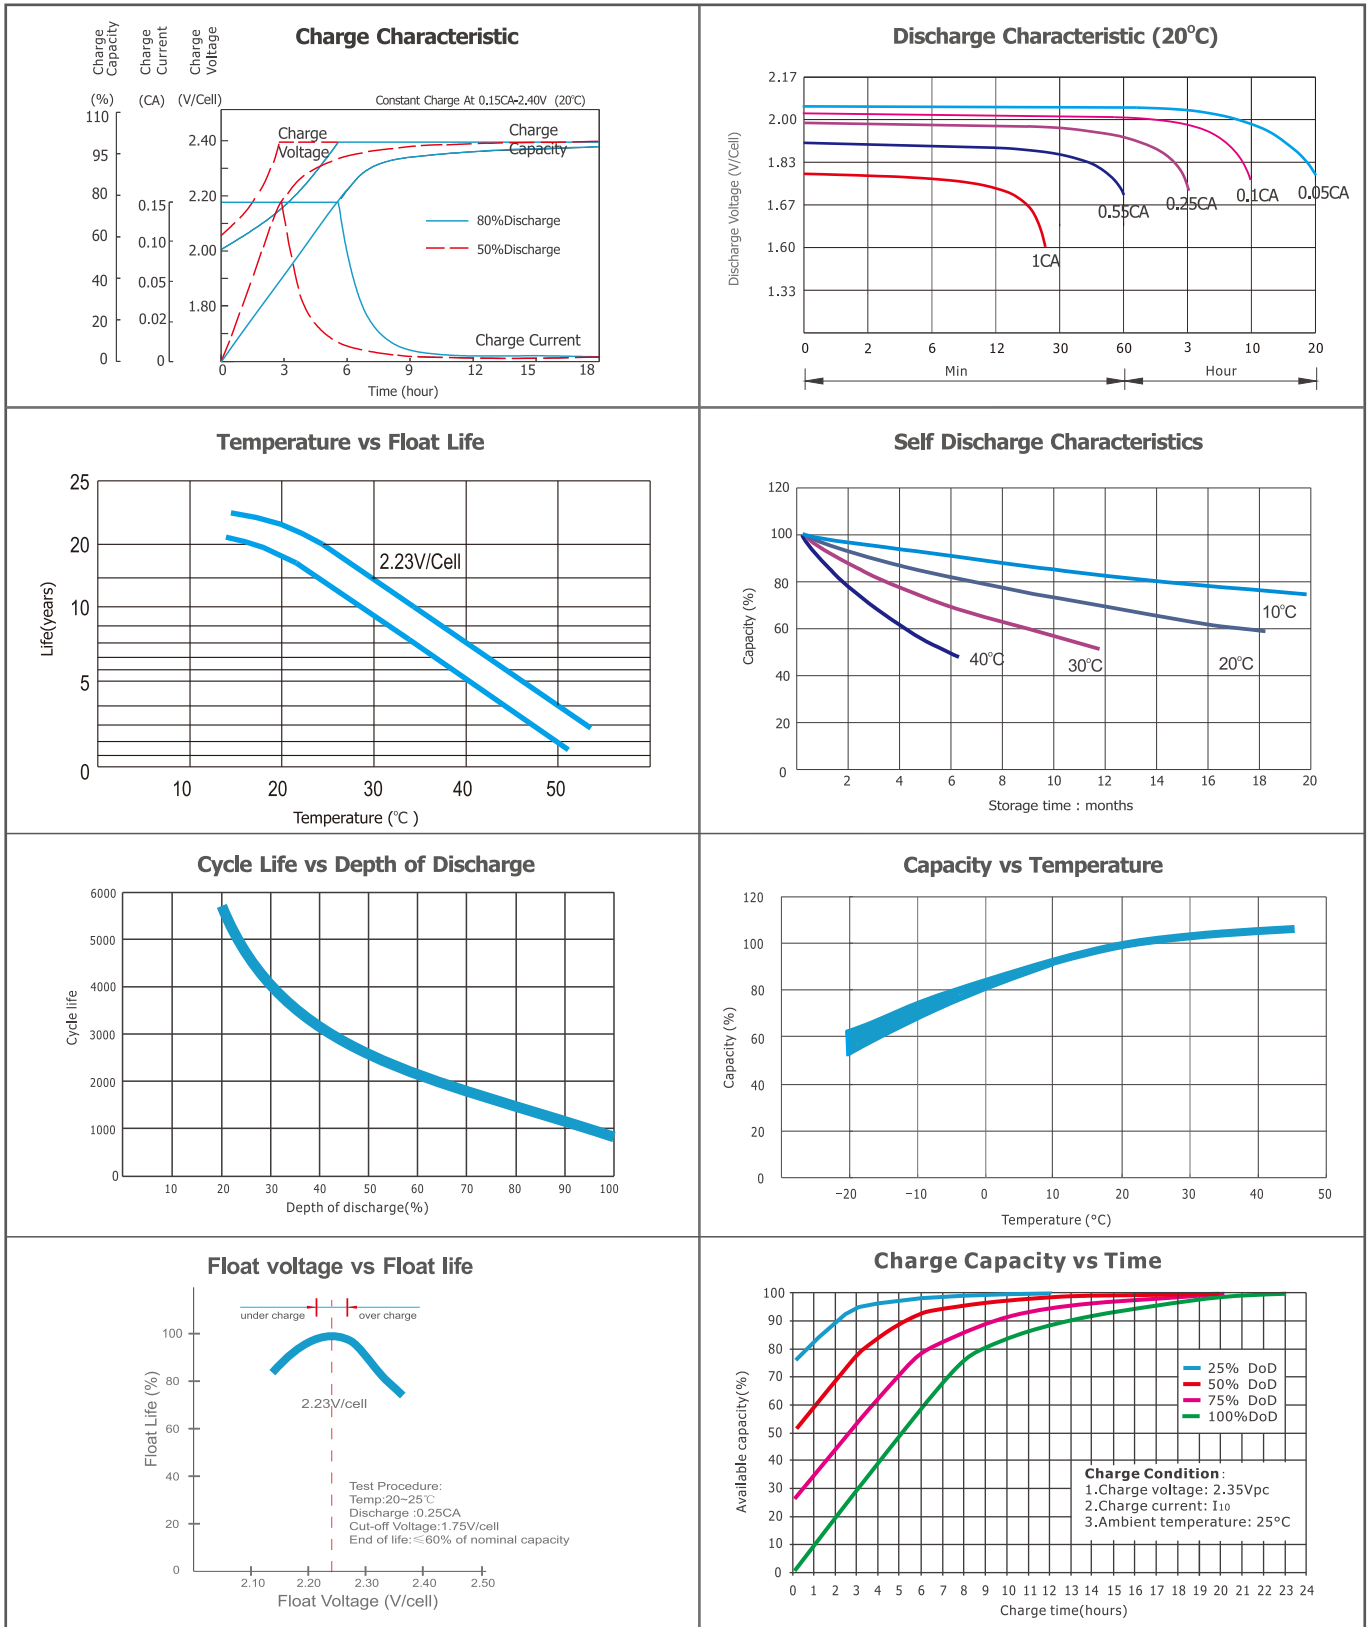 Charge Characteristic
Charge
Capacity
Charge
Current
Charge
Voltage
(%)
(CA)
(V/Cell)
Constant Charge At 0.15CA-2.40V (20℃)
110
95
80
60
40
20
0
0.15
0.10
0.05
0.02
0
2.40
2.20
2.00
1.80
Charge
Voltage
Charge
Capacity
80%Discharge
50%Discharge
Charge Current
0 3 6 9 12 15 18
Time (hour)
Discharge Characteristic (20°C)
Discharge Voltage (V/Cell)
2.17
2.00
1.83
1.67
1.60
1.33
0.55CA
0.25CA
0.1CA
0.05CA
1CA
0 2 6 12 30 60 3 10 20
Min
Hour
Temperature vs Float Life
Life(years)
25
20
10
5
0
2.23V/Cell
10 20 30 40 50
Temperature (℃ )
Self Discharge Characteristics
Capacity (%)
120
100
80
60
40
20
0
10℃
20℃
30℃
40℃
2 4 6 8 10 12 14 16 18 20
Storage time : months
Cycle Life vs Depth of Discharge
Cycle life
6000
5000
4000
3000
2000
1000
0
10 20 30 40 50 60 70 80 90 100
Depth of discharge(%)
Capacity vs Temperature
Capacity (%)
120
100
80
60
40
20
0
−20 −10 0 10 20 30 40 50
Temperature (°C)
Float voltage vs Float life
under charge
over charge
Float Life (%)
100
80
60
40
20
0
2.23V/cell
Test Procedure:
Temp:20~25℃
Discharge :0.25CA
Cut-off Voltage:1.75V/cell
End of life:≤60% of nominal capacity
2.10 2.20 2.30 2.40 2.50
Float Voltage (V/cell)
Charge Capacity vs Time
Available capacity(%)
100
90
80
70
60
50
40
30
20
10
0
25% DoD
50% DoD
75% DoD
100%DoD
Charge Condition :
1.Charge voltage: 2.35Vpc
2.Charge current: I10
3.Ambient temperature: 25°C
0 1 2 3 4 5 6 7 8 9 10 11 12 13 14 15 16 17 18 19 20 21 22 23 24
Charge time(hours)